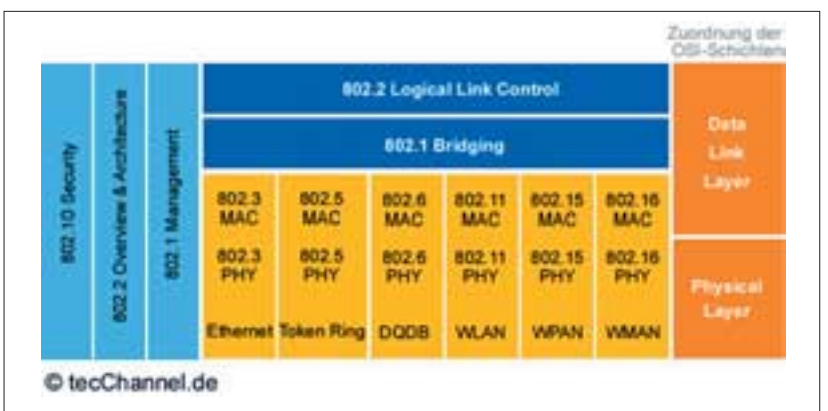 Zuordnung der
OSI-Schichten
802.10 Security
802.2 Overview & Architecture
802.1 Management
802.2 Logical Link Control
802.1 Bridging
802.3 MAC
802.5 MAC
802.6 MAC
802.11 MAC
802.15 MAC
802.16 MAC
802.3 PHY
802.5 PHY
802.6 PHY
802.11 PHY
802.15 PHY
802.16 PHY
Ethernet
Token Ring
DQDB
WLAN
WPAN
WMAN
Data
Link
Layer
Physical
Layer
© tecChannel.de